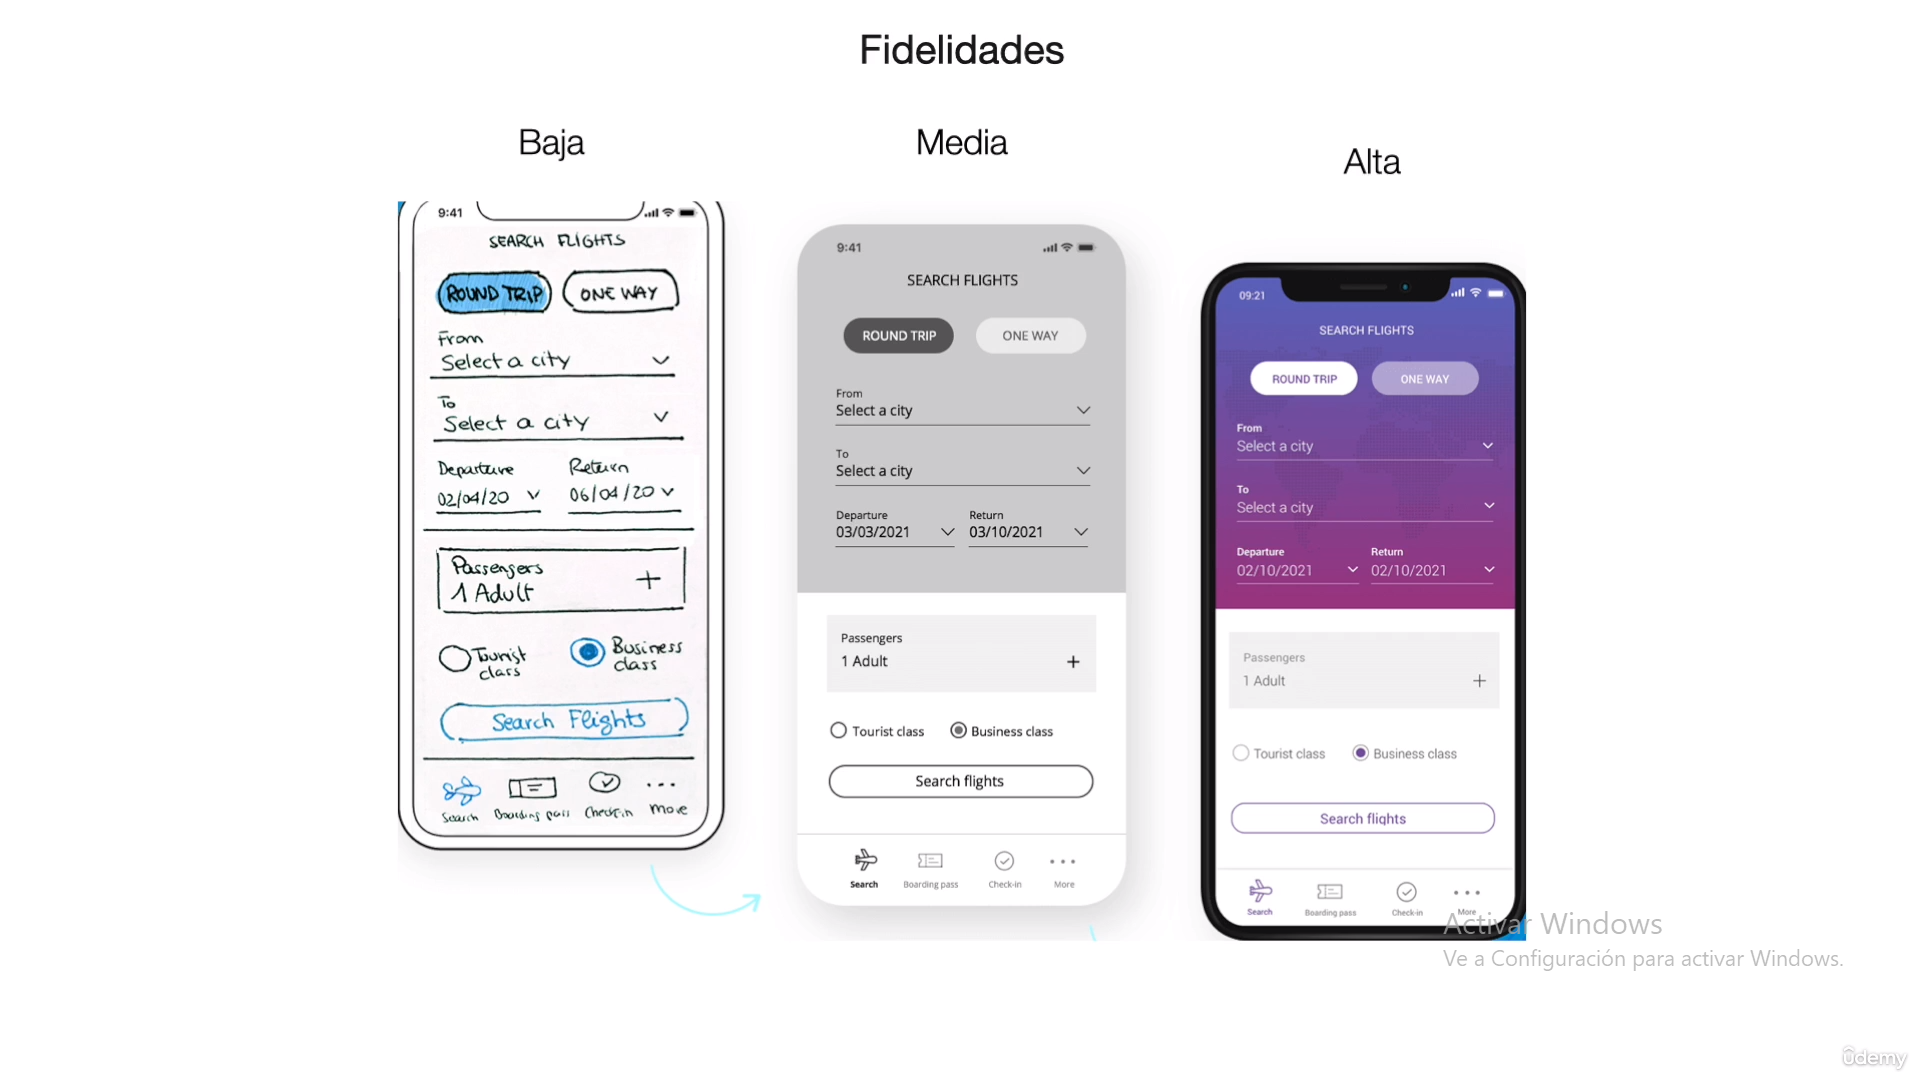 Fidelidades
Baja
Media
Alta
9:41
SEARCH FLIGHTS
ROUND TRIP
ONE WAY
From
Select a city
To
Select a city
Departure
Return
02/04/20
06/04/20
Passengers
1 Adult
Tourist class
Business class
Search Flights
Search
Boarding pass
Check-in
More
9:41
SEARCH FLIGHTS
ROUND TRIP
ONE WAY
From
Select a city
To
Select a city
Departure
Return
03/03/2021
03/10/2021
Passengers
1 Adult
Tourist class
Business class
Search flights
Search
Boarding pass
Check-in
More
09:21
SEARCH FLIGHTS
ROUND TRIP
ONE WAY
From
Select a city
To
Select a city
Departure
Return
02/10/2021
02/10/2021
Passengers
1 Adult
Tourist class
Business class
Search flights
Search
Boarding pass
Check-in
More
Activar Windows
Ve a Configuración para activar Windows.
ûdemy